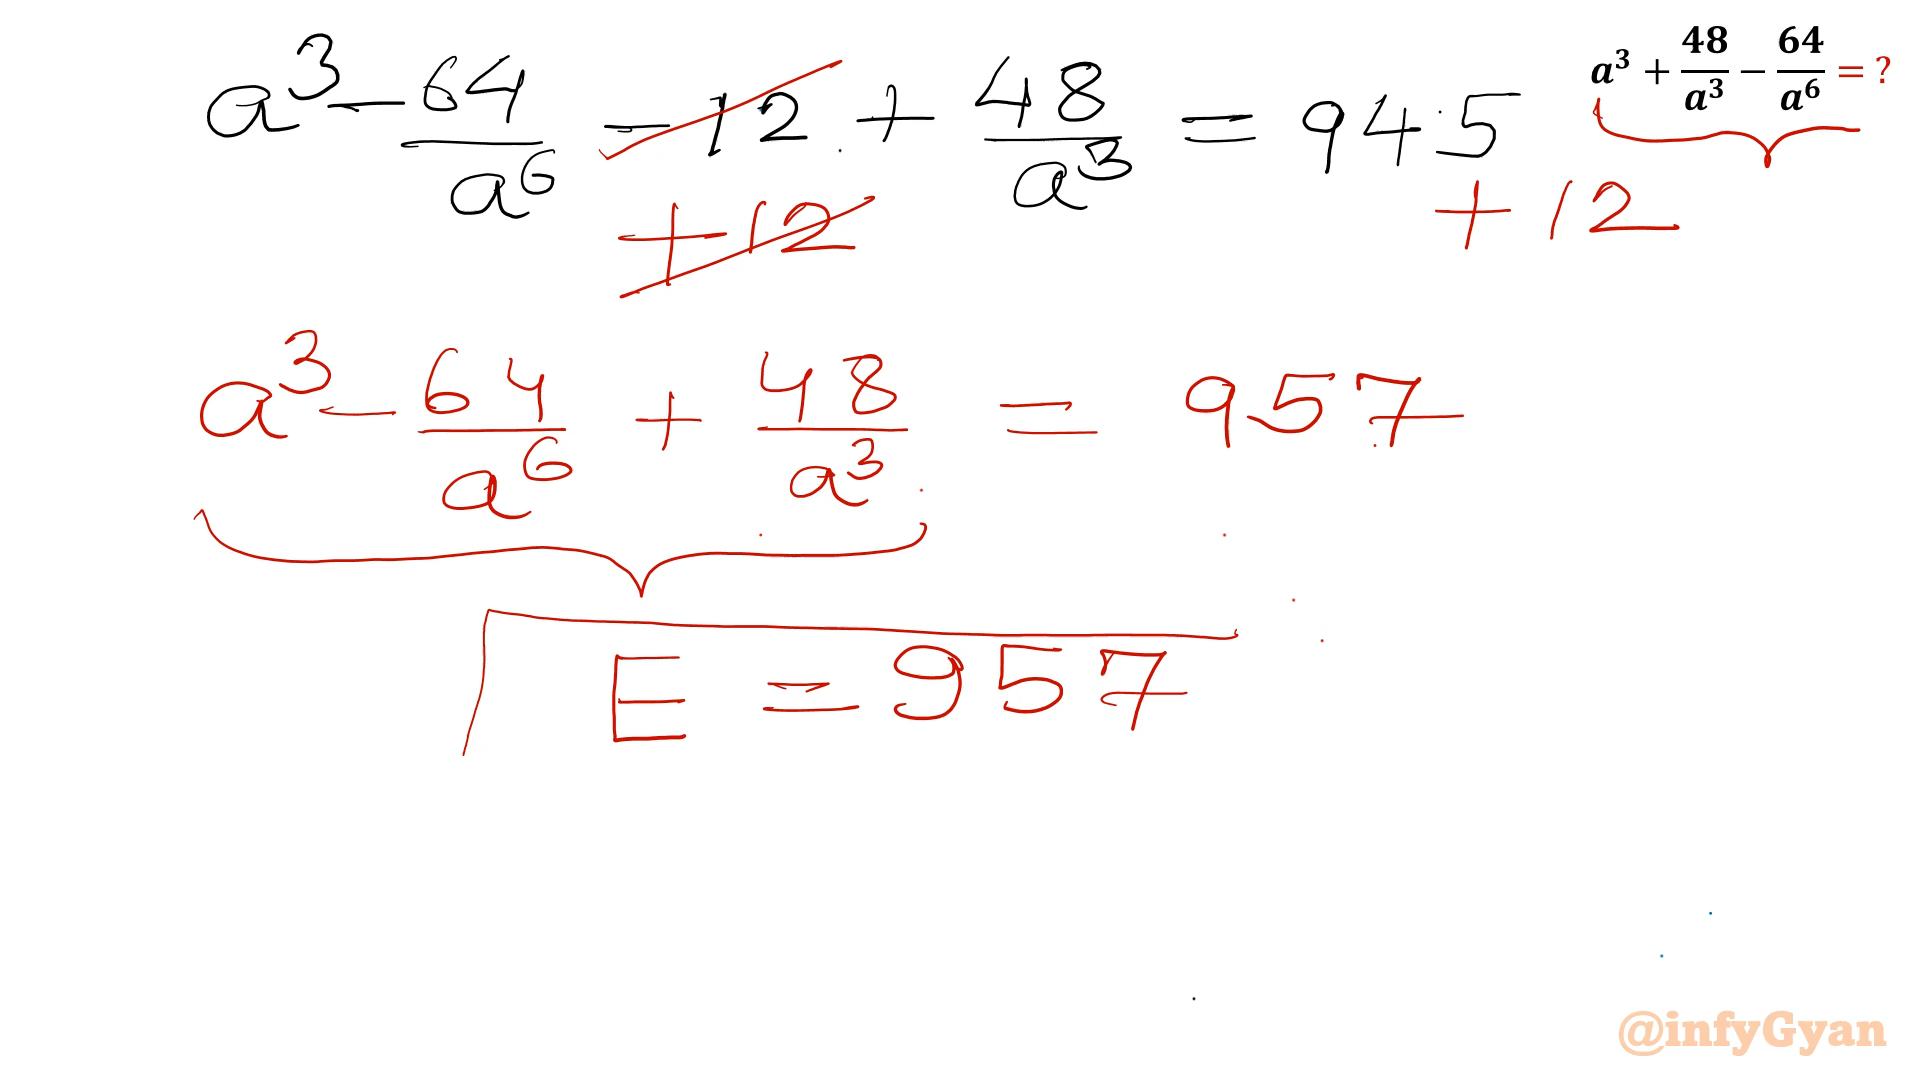 a³ - 64/a⁶ - 12 + 48/a³ = 945
a³ + 48/a³ - 64/a⁶ = ?
+12 +12
a³ - 64/a⁶ + 48/a³ = 957
E = 957
@infyGyan